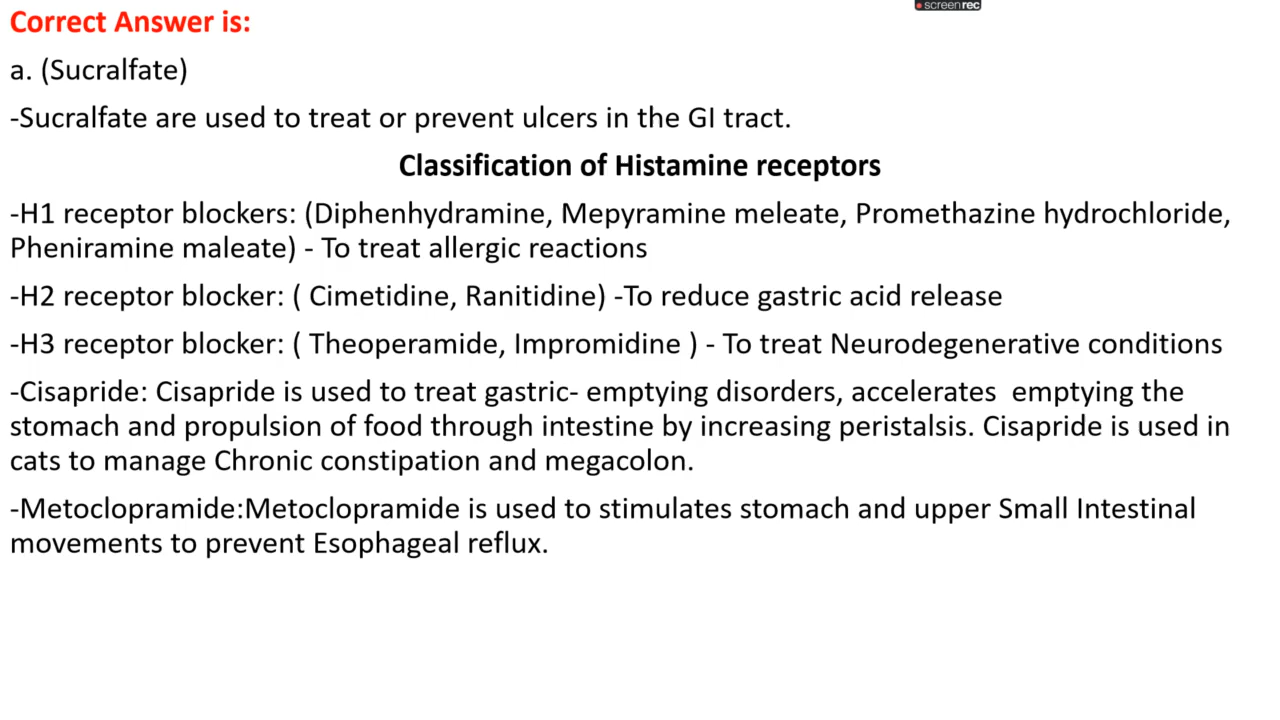 screenrec
Correct Answer is:
a. (Sucralfate)
-Sucralfate are used to treat or prevent ulcers in the GI tract.
Classification of Histamine receptors
-H1 receptor blockers: (Diphenhydramine, Mepyramine meleate, Promethazine hydrochloride,
Pheniramine maleate) - To treat allergic reactions
-H2 receptor blocker: ( Cimetidine, Ranitidine) -To reduce gastric acid release
-H3 receptor blocker: ( Theoperamide, Impromidine ) - To treat Neurodegenerative conditions
-Cisapride: Cisapride is used to treat gastric- emptying disorders, accelerates  emptying the
stomach and propulsion of food through intestine by increasing peristalsis. Cisapride is used in
cats to manage Chronic constipation and megacolon.
-Metoclopramide:Metoclopramide is used to stimulates stomach and upper Small Intestinal
movements to prevent Esophageal reflux.